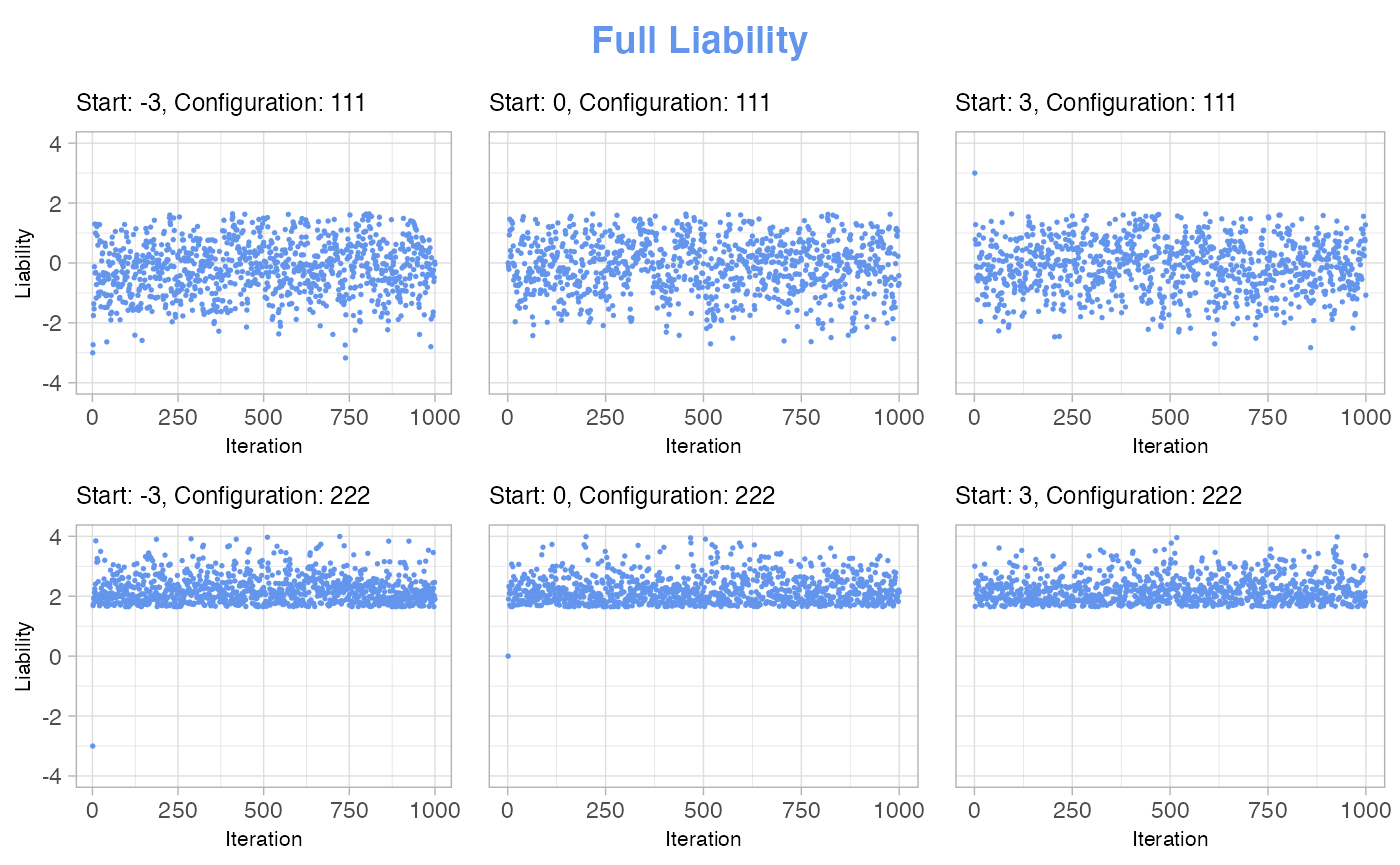 Full Liability
Start: -3, Configuration: 111
Start: 0, Configuration: 111
Start: 3, Configuration: 111
Liability
4
2
0
-2
-4
0 250 500 750 1000
0 250 500 750 1000
0 250 500 750 1000
Iteration
Iteration
Iteration
Start: -3, Configuration: 222
Start: 0, Configuration: 222
Start: 3, Configuration: 222
Liability
4
2
0
-2
-4
0 250 500 750 1000
0 250 500 750 1000
0 250 500 750 1000
Iteration
Iteration
Iteration